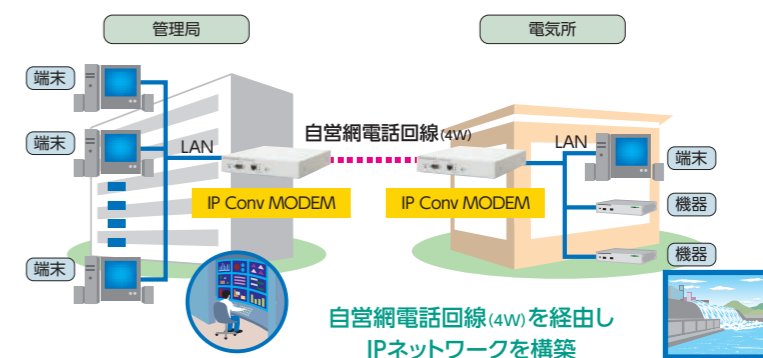 管理局
電気所
端末
端末
端末
LAN
自営網電話回線(4W)
LAN
端末
機器
機器
IP Conv MODEM
IP Conv MODEM
自営網電話回線(4W)を経由し
IPネットワークを構築